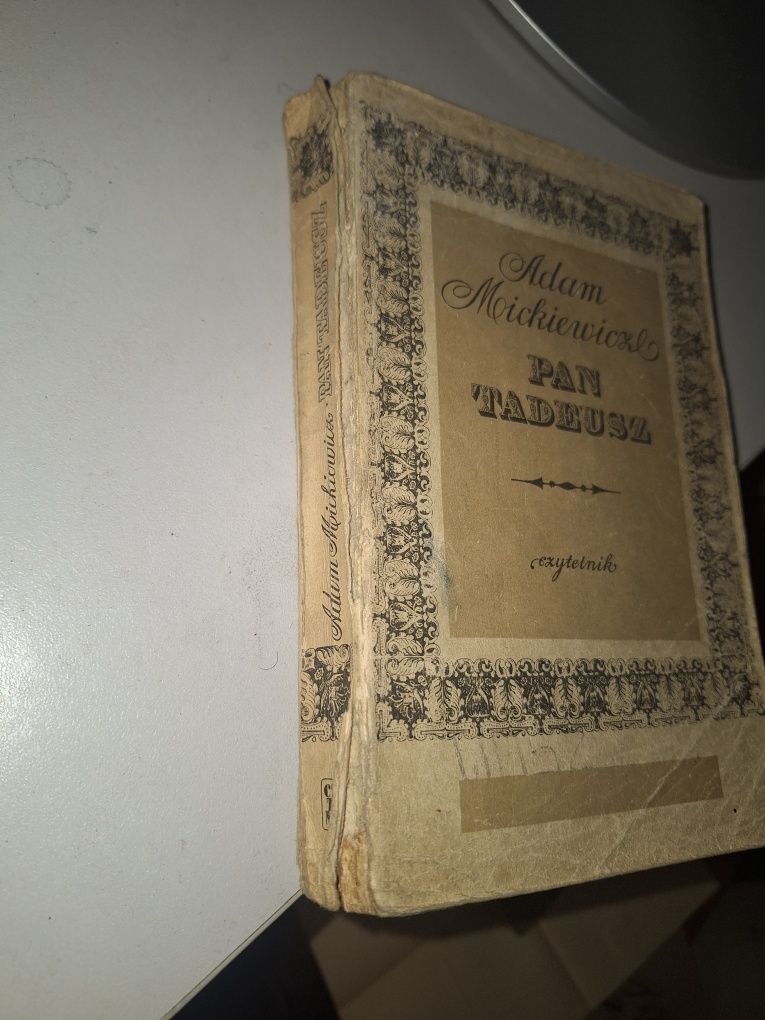 Adam
Mickiewicz
PAN
TADEUSZ
czytelnik
Adam Mickiewicz · PAN TADEUSZ